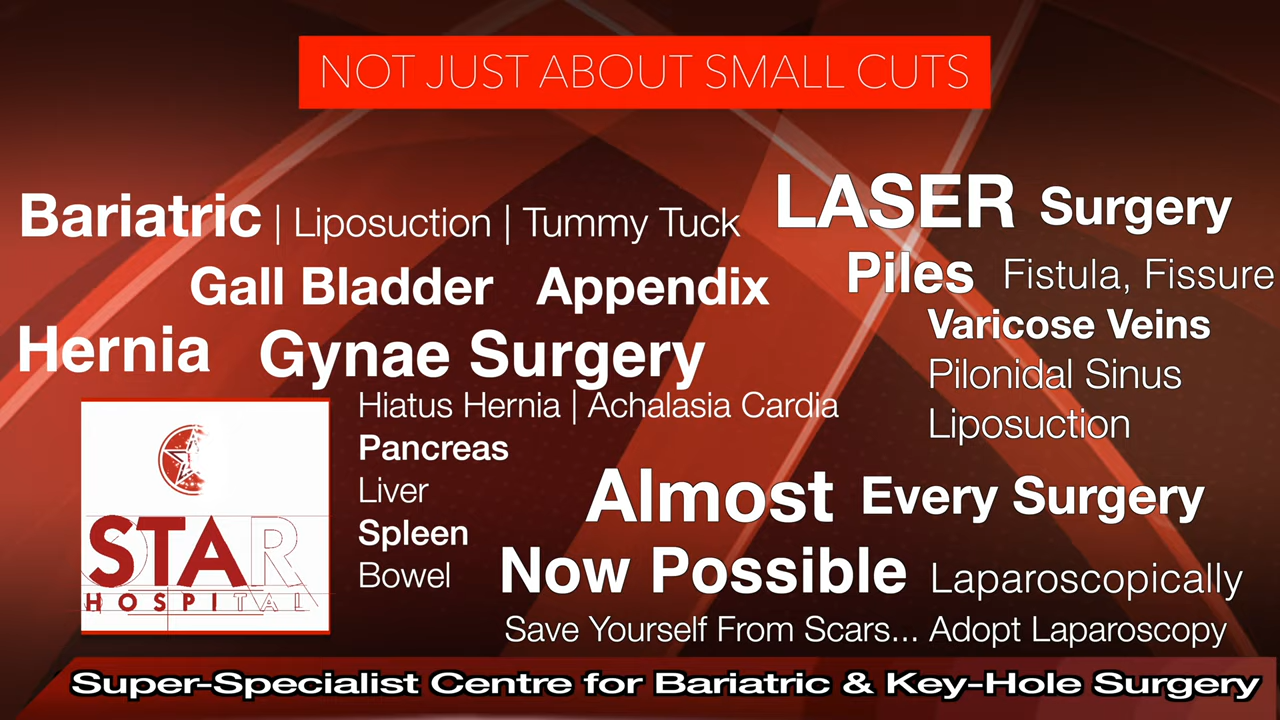 NOT JUST ABOUT SMALL CUTS
Bariatric | Liposuction | Tummy Tuck
Gall Bladder Appendix
Hernia Gynae Surgery
Hiatus Hernia | Achalasia Cardia
Pancreas
Liver
Spleen
Bowel
LASER Surgery
Piles Fistula, Fissure
Varicose Veins
Pilonidal Sinus
Liposuction
Almost Every Surgery
Now Possible Laparoscopically
Save Yourself From Scars... Adopt Laparoscopy
STAR
HOSPITAL
Super-Specialist Centre for Bariatric & Key-Hole Surgery